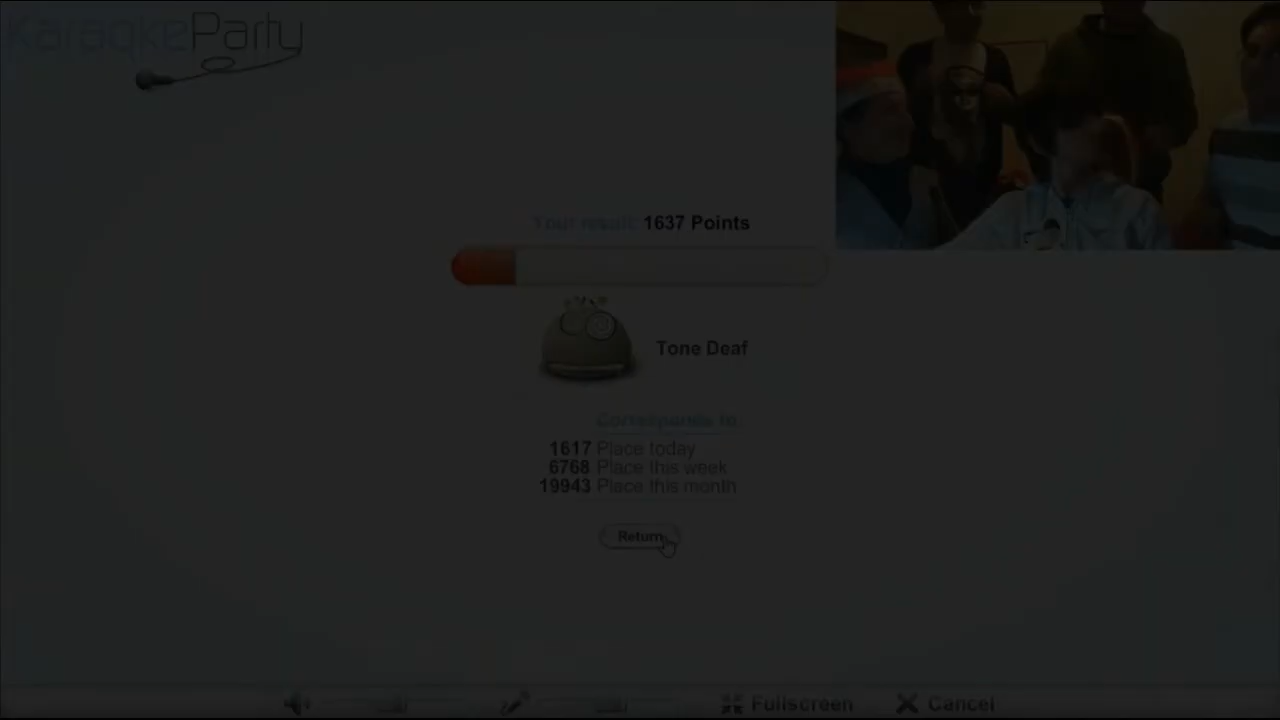 KaraokeParty
Your result: 1637 Points
Tone Deaf
Corresponds to:
1617 Place today
6768 Place this week
19943 Place this month
Return
Fullscreen
Cancel